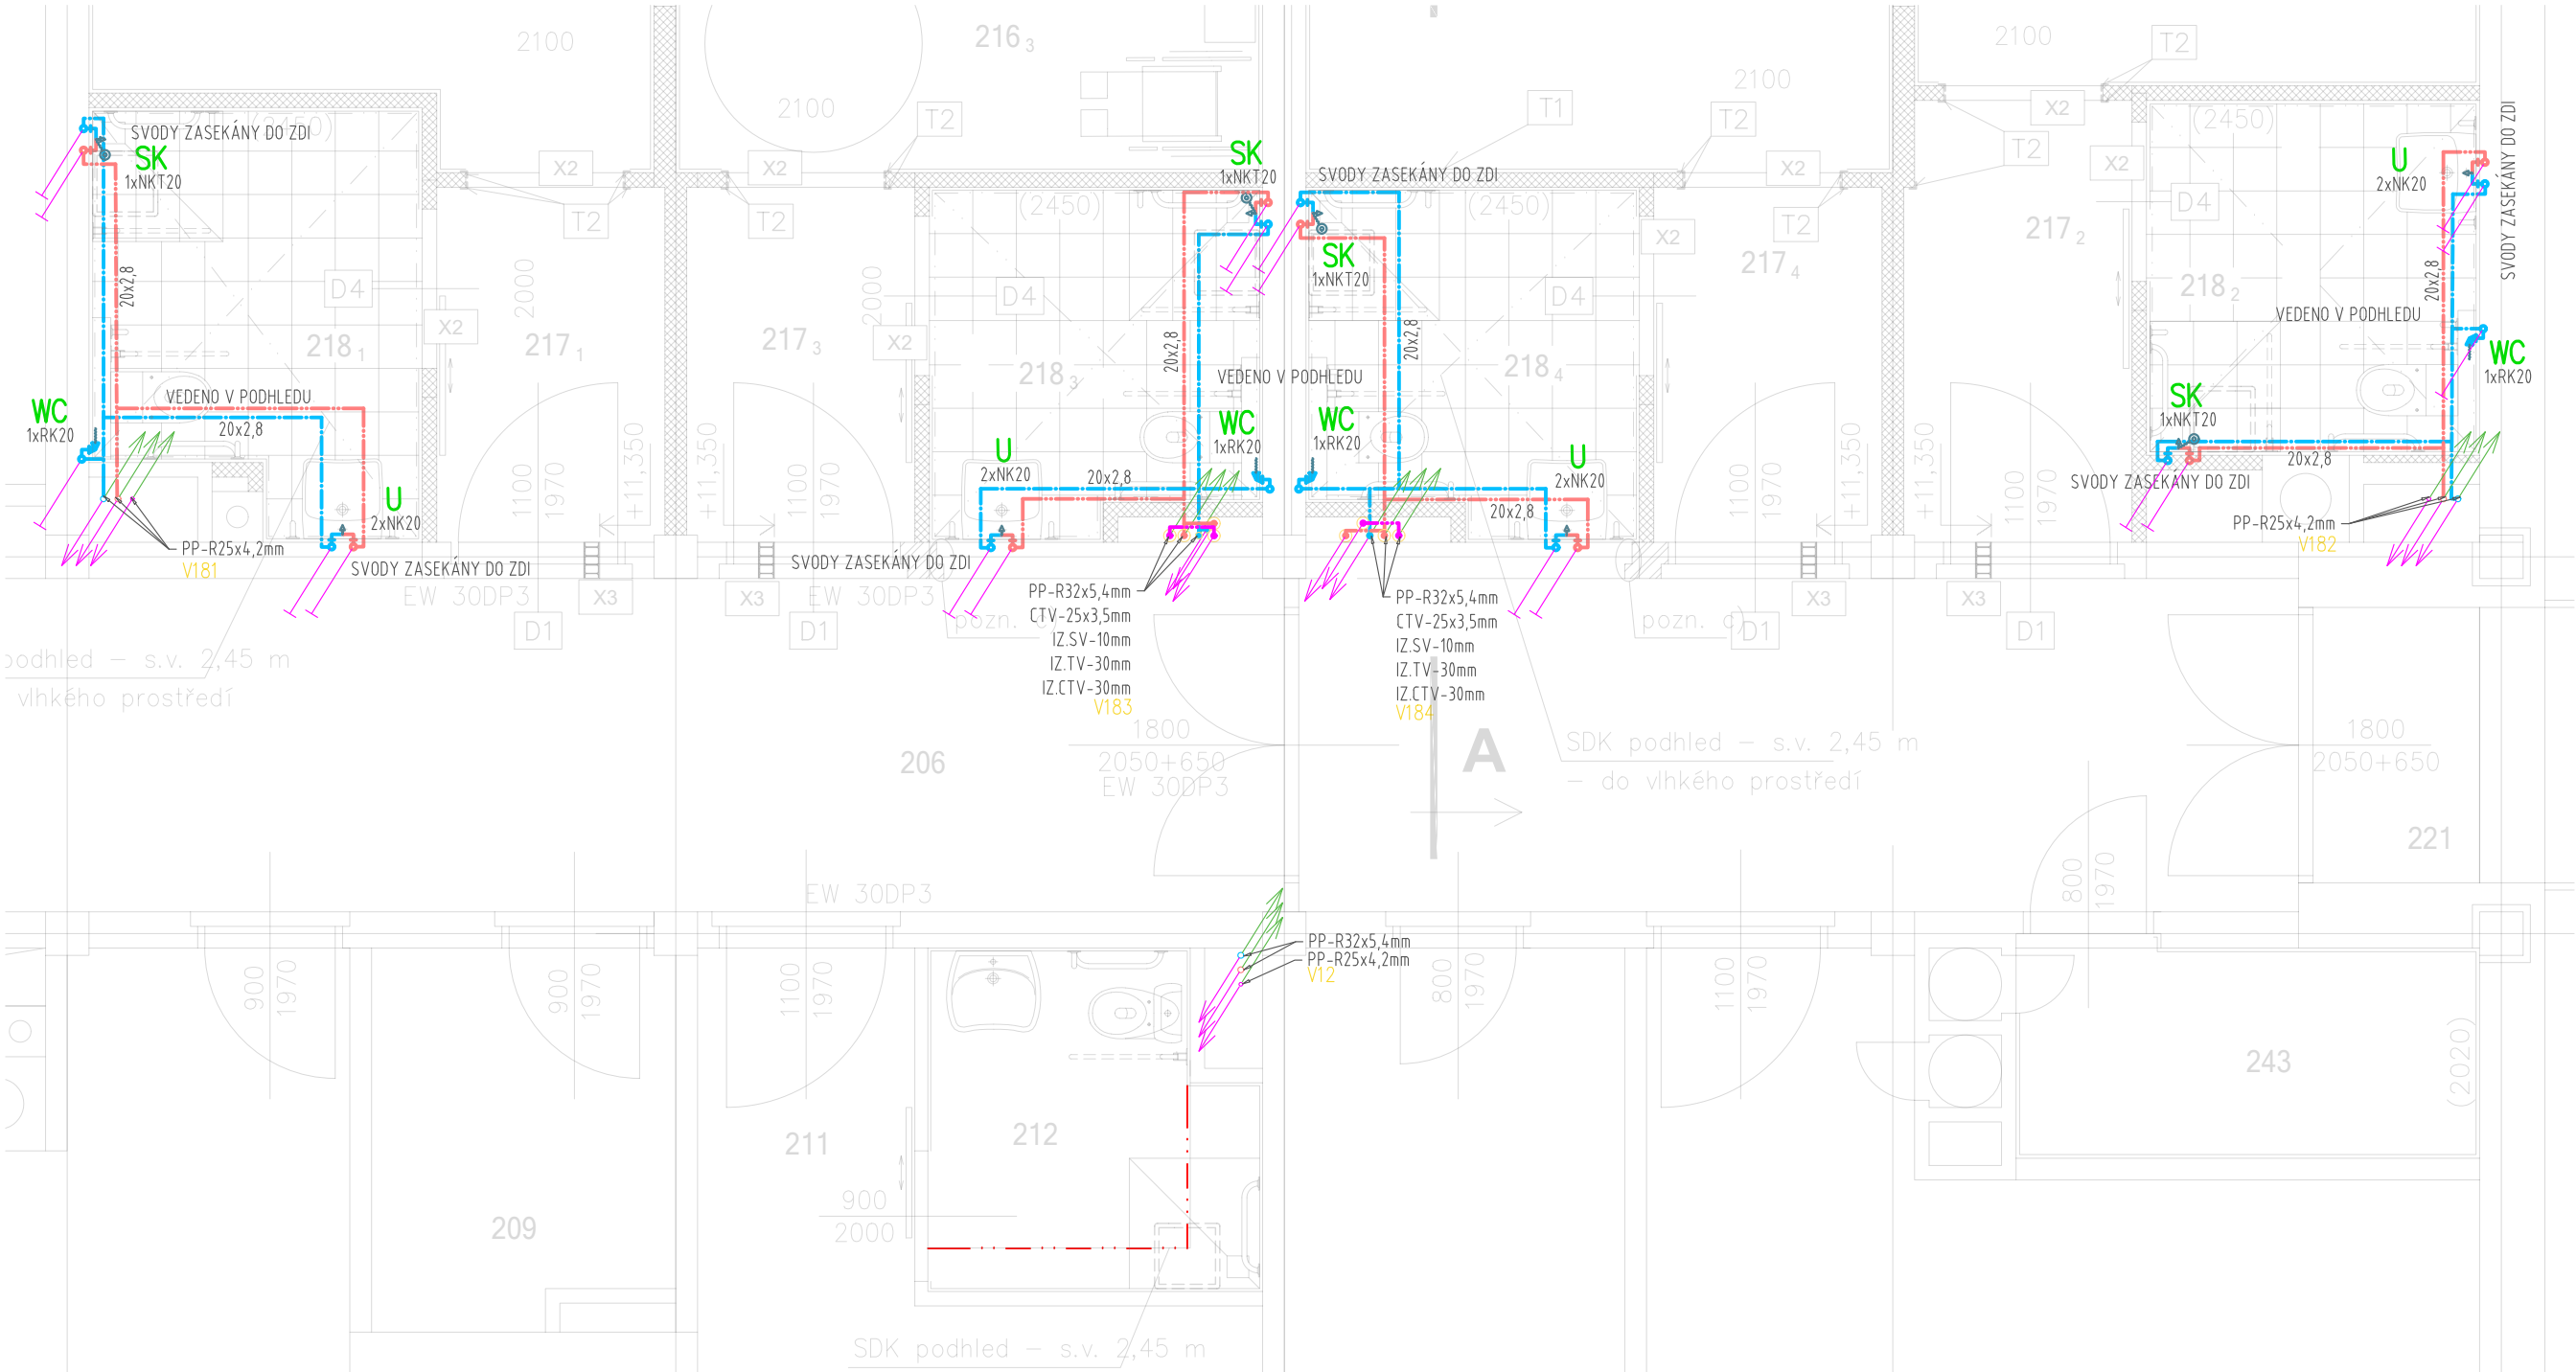 2100
216 3
2100
2100
2100
T2
T2
T1
T2
X2
SVODY ZASEKÁNY DO ZDI
(2450)
SK
1xNKT20
X2
X2
T2
T2
SK
1xNKT20
SVODY ZASEKÁNY DO ZDI
(2450)
(2450)
X2
T2
T2
X2
(2450)
U
2xNK20
SVODY ZASEKÁNY DO ZDI
D4
217 2
X2
SK
1xNKT20
217 4
20x2,8
D4
2000
2000
D4
D4
218 2
20x2,8
X2
218 1
217 1
217 3
X2
20x2,8
20x2,8
VEDENO V PODHLEDU
218 3
VEDENO V PODHLEDU
218 4
WC
1xRK20
VEDENO V PODHLEDU
20x2,8
WC
1xRK20
SK
1xNKT20
WC
1xRK20
WC
1xRK20
U
2xNK20
20x2,8
U
2xNK20
20x2,8
20x2,8
SVODY ZASEKÁNY DO ZDI
U
2xNK20
1100
1970
+11,350
+11,350
1100
1970
1100
1970
+11,350
+11,350
1100
1970
PP-R25x4,2mm
V181
PP-R25x4,2mm
V182
SVODY ZASEKÁNY DO ZDI
SVODY ZASEKÁNY DO ZDI
EW 30DP3
X3
X3
EW 30DP3
X3
X3
D1
D1
pozn. c)
pozn. c)
D1
D1
PP-R32x5,4mm
CTV-25x3,5mm
IZ.SV-10mm
IZ.TV-30mm
IZ.CTV-30mm
V183
PP-R32x5,4mm
CTV-25x3,5mm
IZ.SV-10mm
IZ.TV-30mm
IZ.CTV-30mm
V184
podhled – s.v. 2,45 m
vlhkého prostředí
206
1800
2050+650
EW 30DP3
A
SDK podhled – s.v. 2,45 m
– do vlhkého prostředí
1800
2050+650
221
EW 30DP3
800
1970
PP-R32x5,4mm
PP-R25x4,2mm
V12
900
1970
900
1970
1100
1970
800
1970
1100
1970
243
(2020)
211
212
900
2000
209
SDK podhled – s.v. 2,45 m